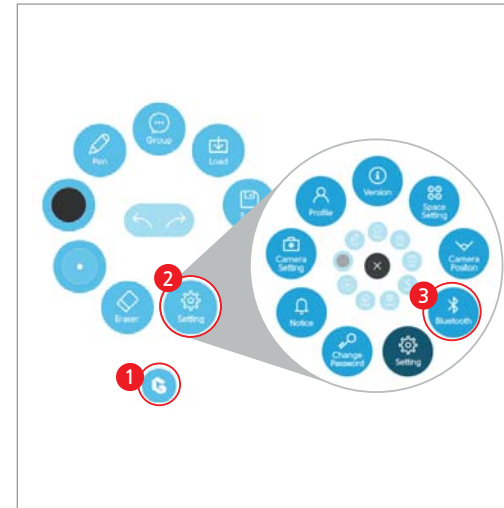 Group
Pen
Load
Eraser
2
Setting
1
G
Version
Profile
Space
Setting
Camera
Setting
Camera
Positon
3
Bluetooth
Notice
Change
Password
Setting